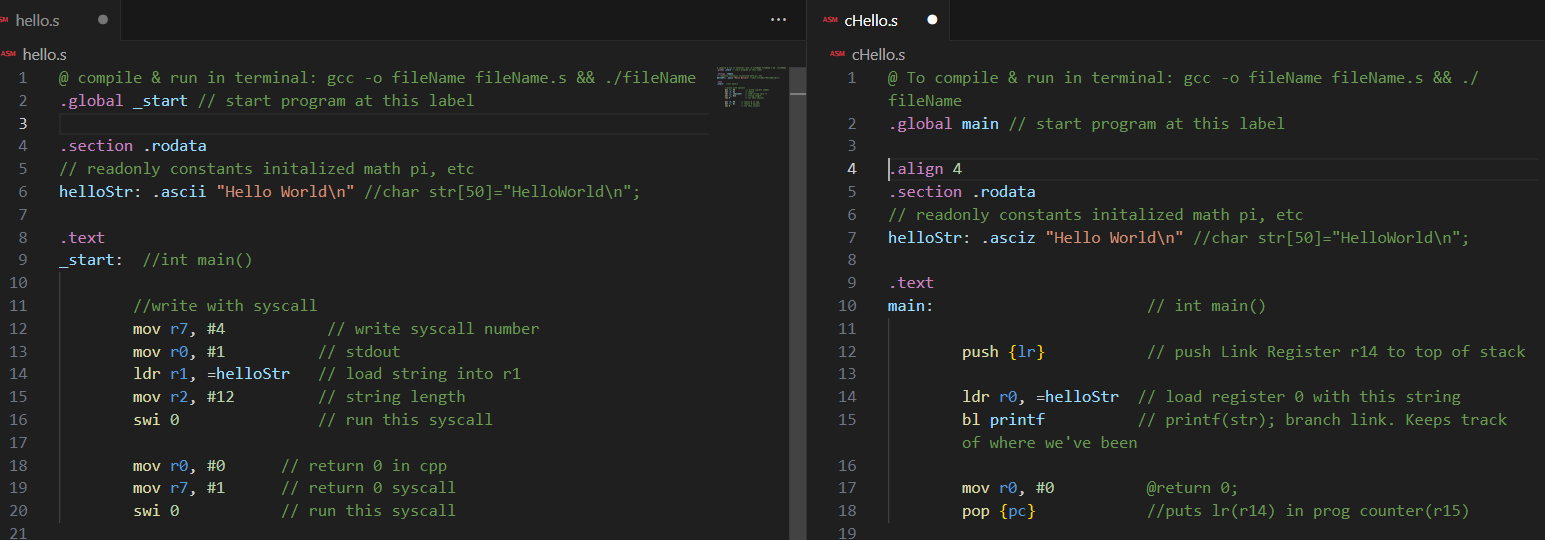 ASM hello.s ● ···
ASM hello.s
1 @ compile & run in terminal: gcc -o fileName fileName.s && ./fileName
2 .global _start // start program at this label
3
4 .section .rodata
5 // readonly constants initalized math pi, etc
6 helloStr: .ascii "Hello World\n" //char str[50]="HelloWorld\n";
7
8 .text
9 _start:  //int main()
10
11 //write with syscall
12 mov r7, #4 // write syscall number
13 mov r0, #1 // stdout
14 ldr r1, =helloStr // load string into r1
15 mov r2, #12 // string length
16 swi 0 // run this syscall
17
18 mov r0, #0 // return 0 in cpp
19 mov r7, #1 // return 0 syscall
20 swi 0 // run this syscall
21
ASM cHello.s ●
ASM cHello.s
1 @ To compile & run in terminal: gcc -o fileName fileName.s && ./
fileName
2 .global main // start program at this label
3
4 .align 4
5 .section .rodata
6 // readonly constants initalized math pi, etc
7 helloStr: .asciz "Hello World\n" //char str[50]="HelloWorld\n";
8
9 .text
10 main: // int main()
11
12 push {lr} // push Link Register r14 to top of stack
13
14 ldr r0, =helloStr // load register 0 with this string
15 bl printf // printf(str); branch link. Keeps track
of where we've been
16
17 mov r0, #0 @return 0;
18 pop {pc} //puts lr(r14) in prog counter(r15)
19